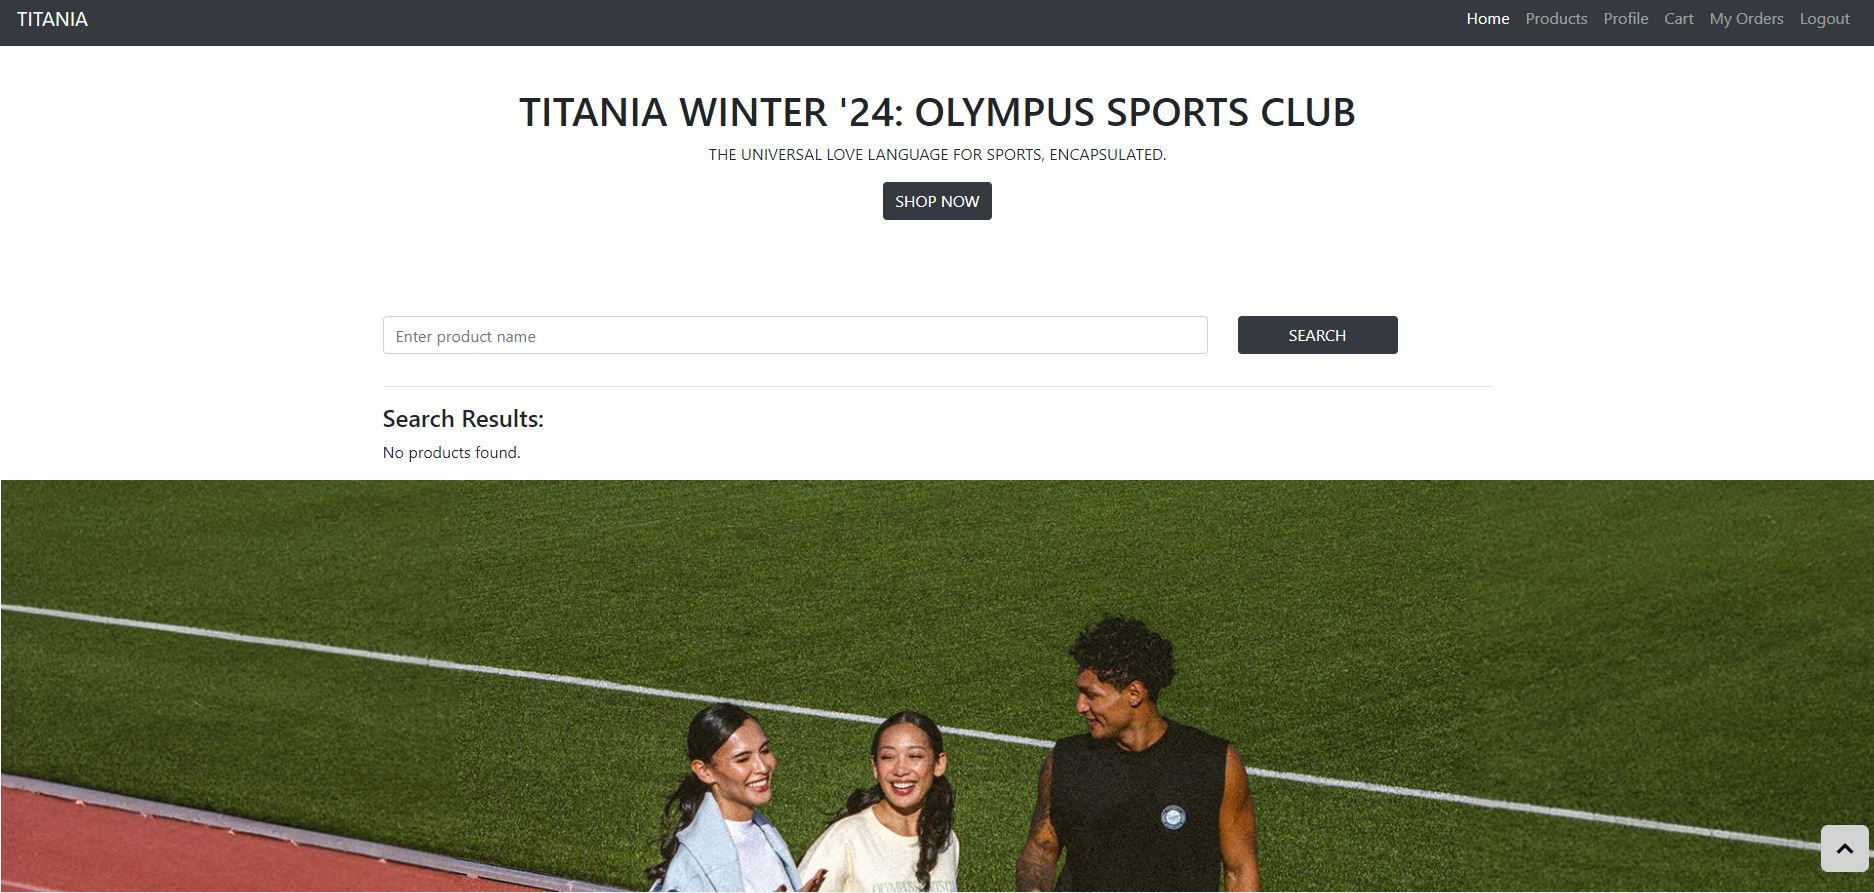 TITANIA
Home Products Profile Cart My Orders Logout
TITANIA WINTER '24: OLYMPUS SPORTS CLUB
THE UNIVERSAL LOVE LANGUAGE FOR SPORTS, ENCAPSULATED.
SHOP NOW
Enter product name
SEARCH
Search Results:
No products found.